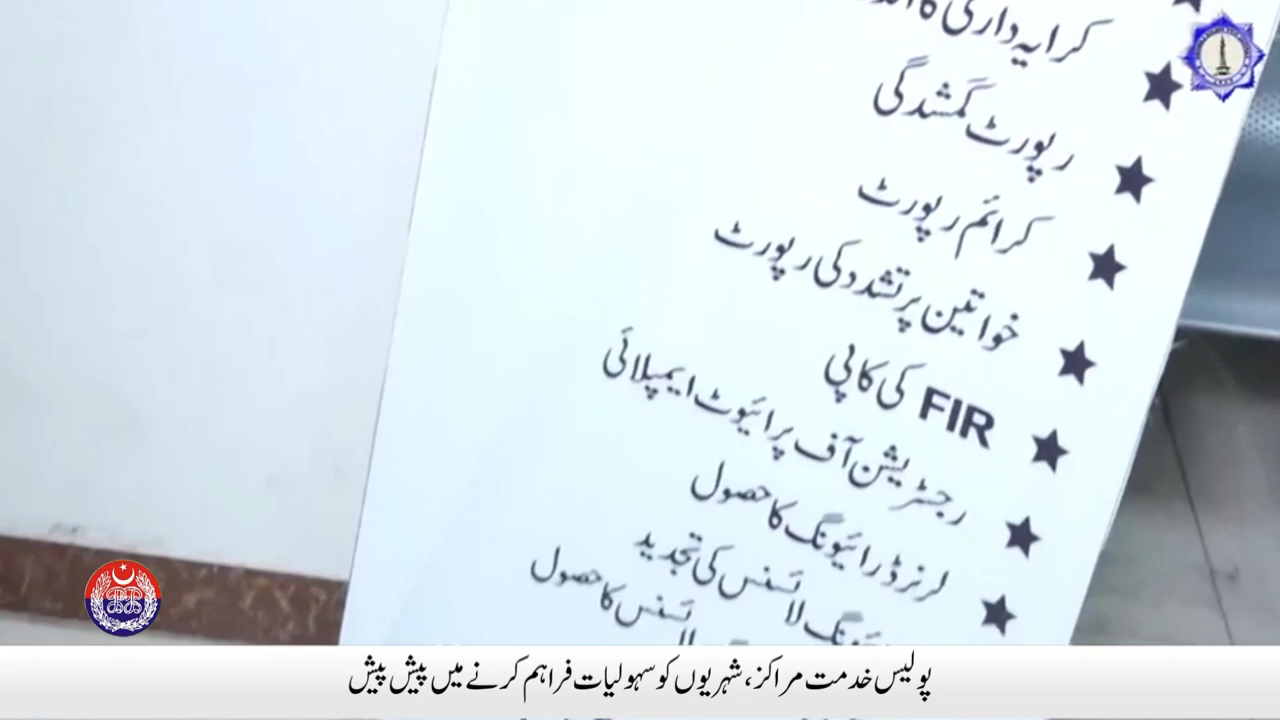 کرایہ داری کا
رپورٹ گمشدگی
کرائم رپورٹ
خواتین پر تشدد کی رپورٹ
FIR کی کاپی
رجسٹریشن آف پرائیوٹ ایمپلائی
لرنر ڈرائیونگ کا حصول
لائسنس کی تجدید
کا حصول
پولیس خدمت مراکز، شہریوں کو سہولیات فراہم کرنے میں پیش پیش